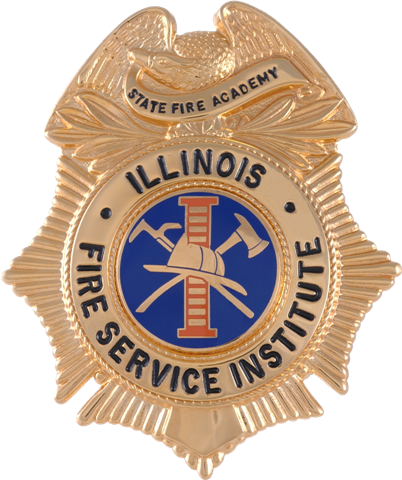 STATE FIRE ACADEMY
• ILLINOIS •
FIRE SERVICE INSTITUTE